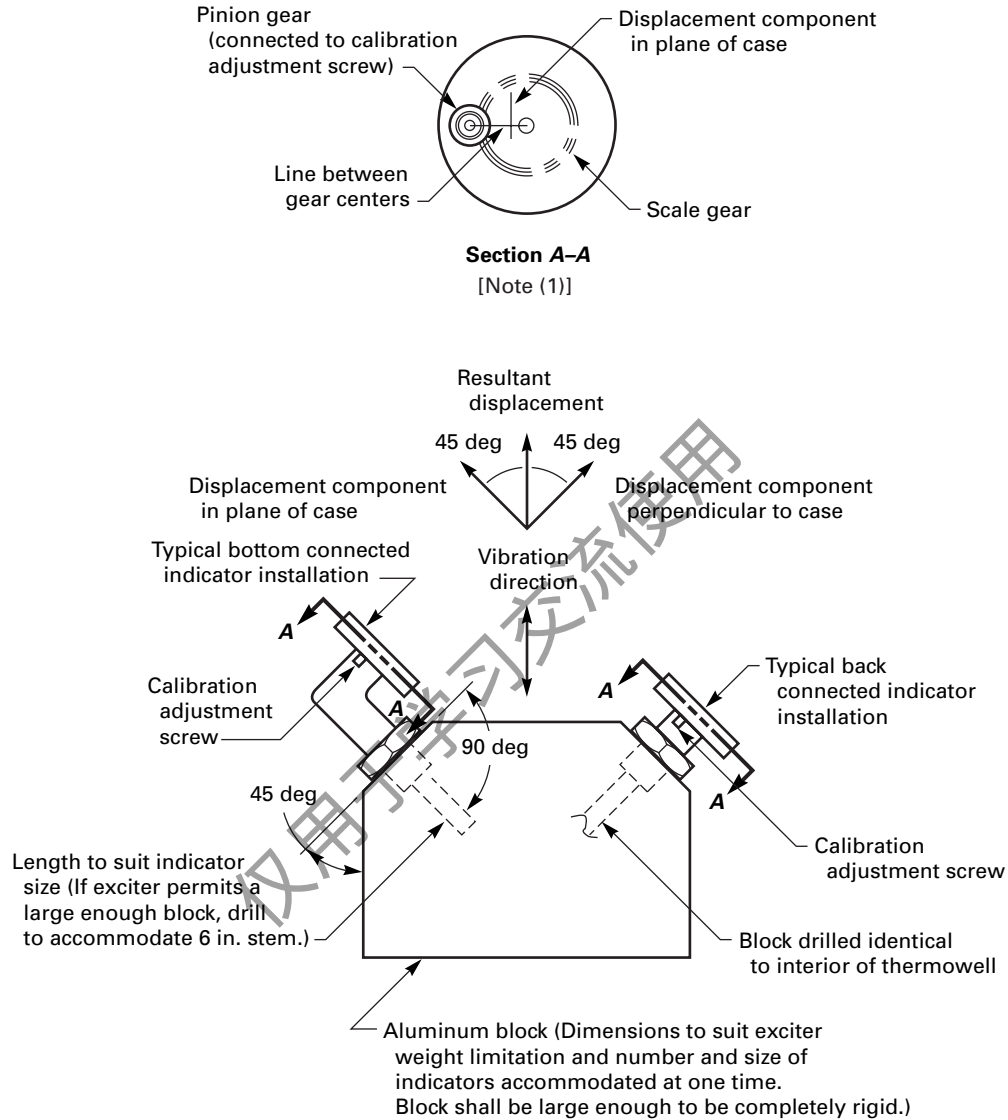 Pinion gear
(connected to calibration
adjustment screw)
Displacement component
in plane of case
Line between
gear centers
Scale gear
Section A–A
[Note (1)]
Resultant
displacement
45 deg
45 deg
Displacement component
in plane of case
Displacement component
perpendicular to case
Typical bottom connected
indicator installation
Vibration
direction
A
A
Calibration
adjustment
screw
90 deg
45 deg
A
A
Typical back
connected indicator
installation
Calibration
adjustment screw
Length to suit indicator
size (If exciter permits a
large enough block, drill
to accommodate 6 in. stem.)
Block drilled identical
to interior of thermowell
Aluminum block (Dimensions to suit exciter
weight limitation and number and size of
indicators accommodated at one time.
Block shall be large enough to be completely rigid.)
仅用于学习交流使用